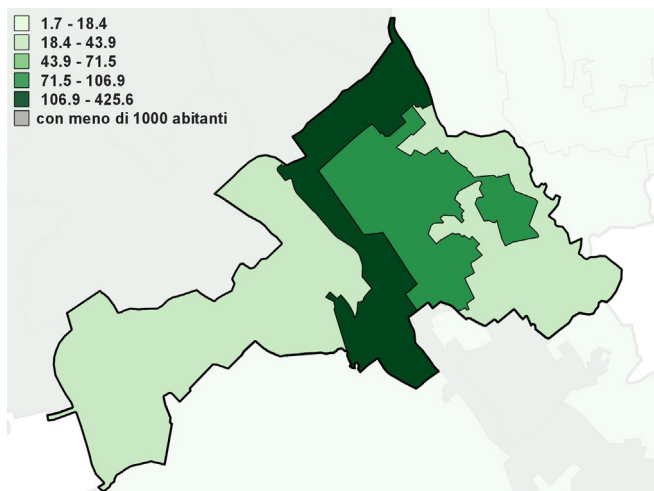 1.7 - 18.4
18.4 - 43.9
43.9 - 71.5
71.5 - 106.9
106.9 - 425.6
con meno di 1000 abitanti